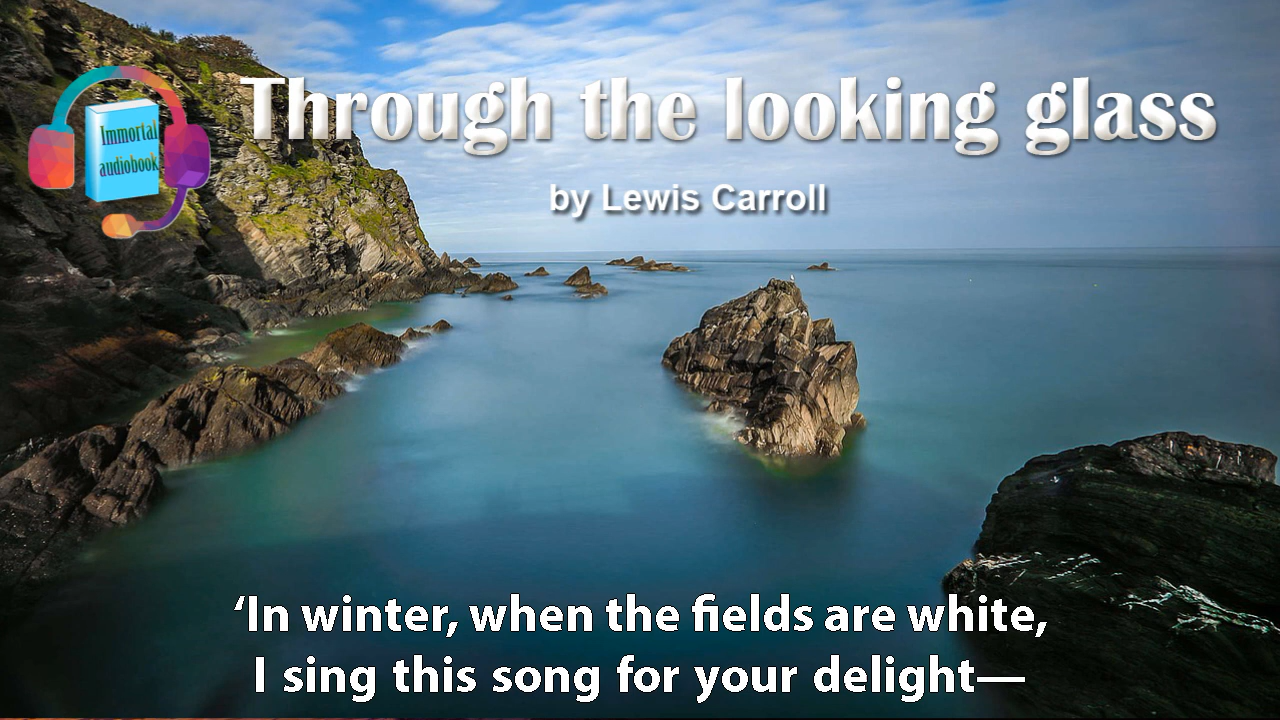 Immortal
audiobook
Through the looking glass
by Lewis Carroll
‘In winter, when the fields are white,
I sing this song for your delight—